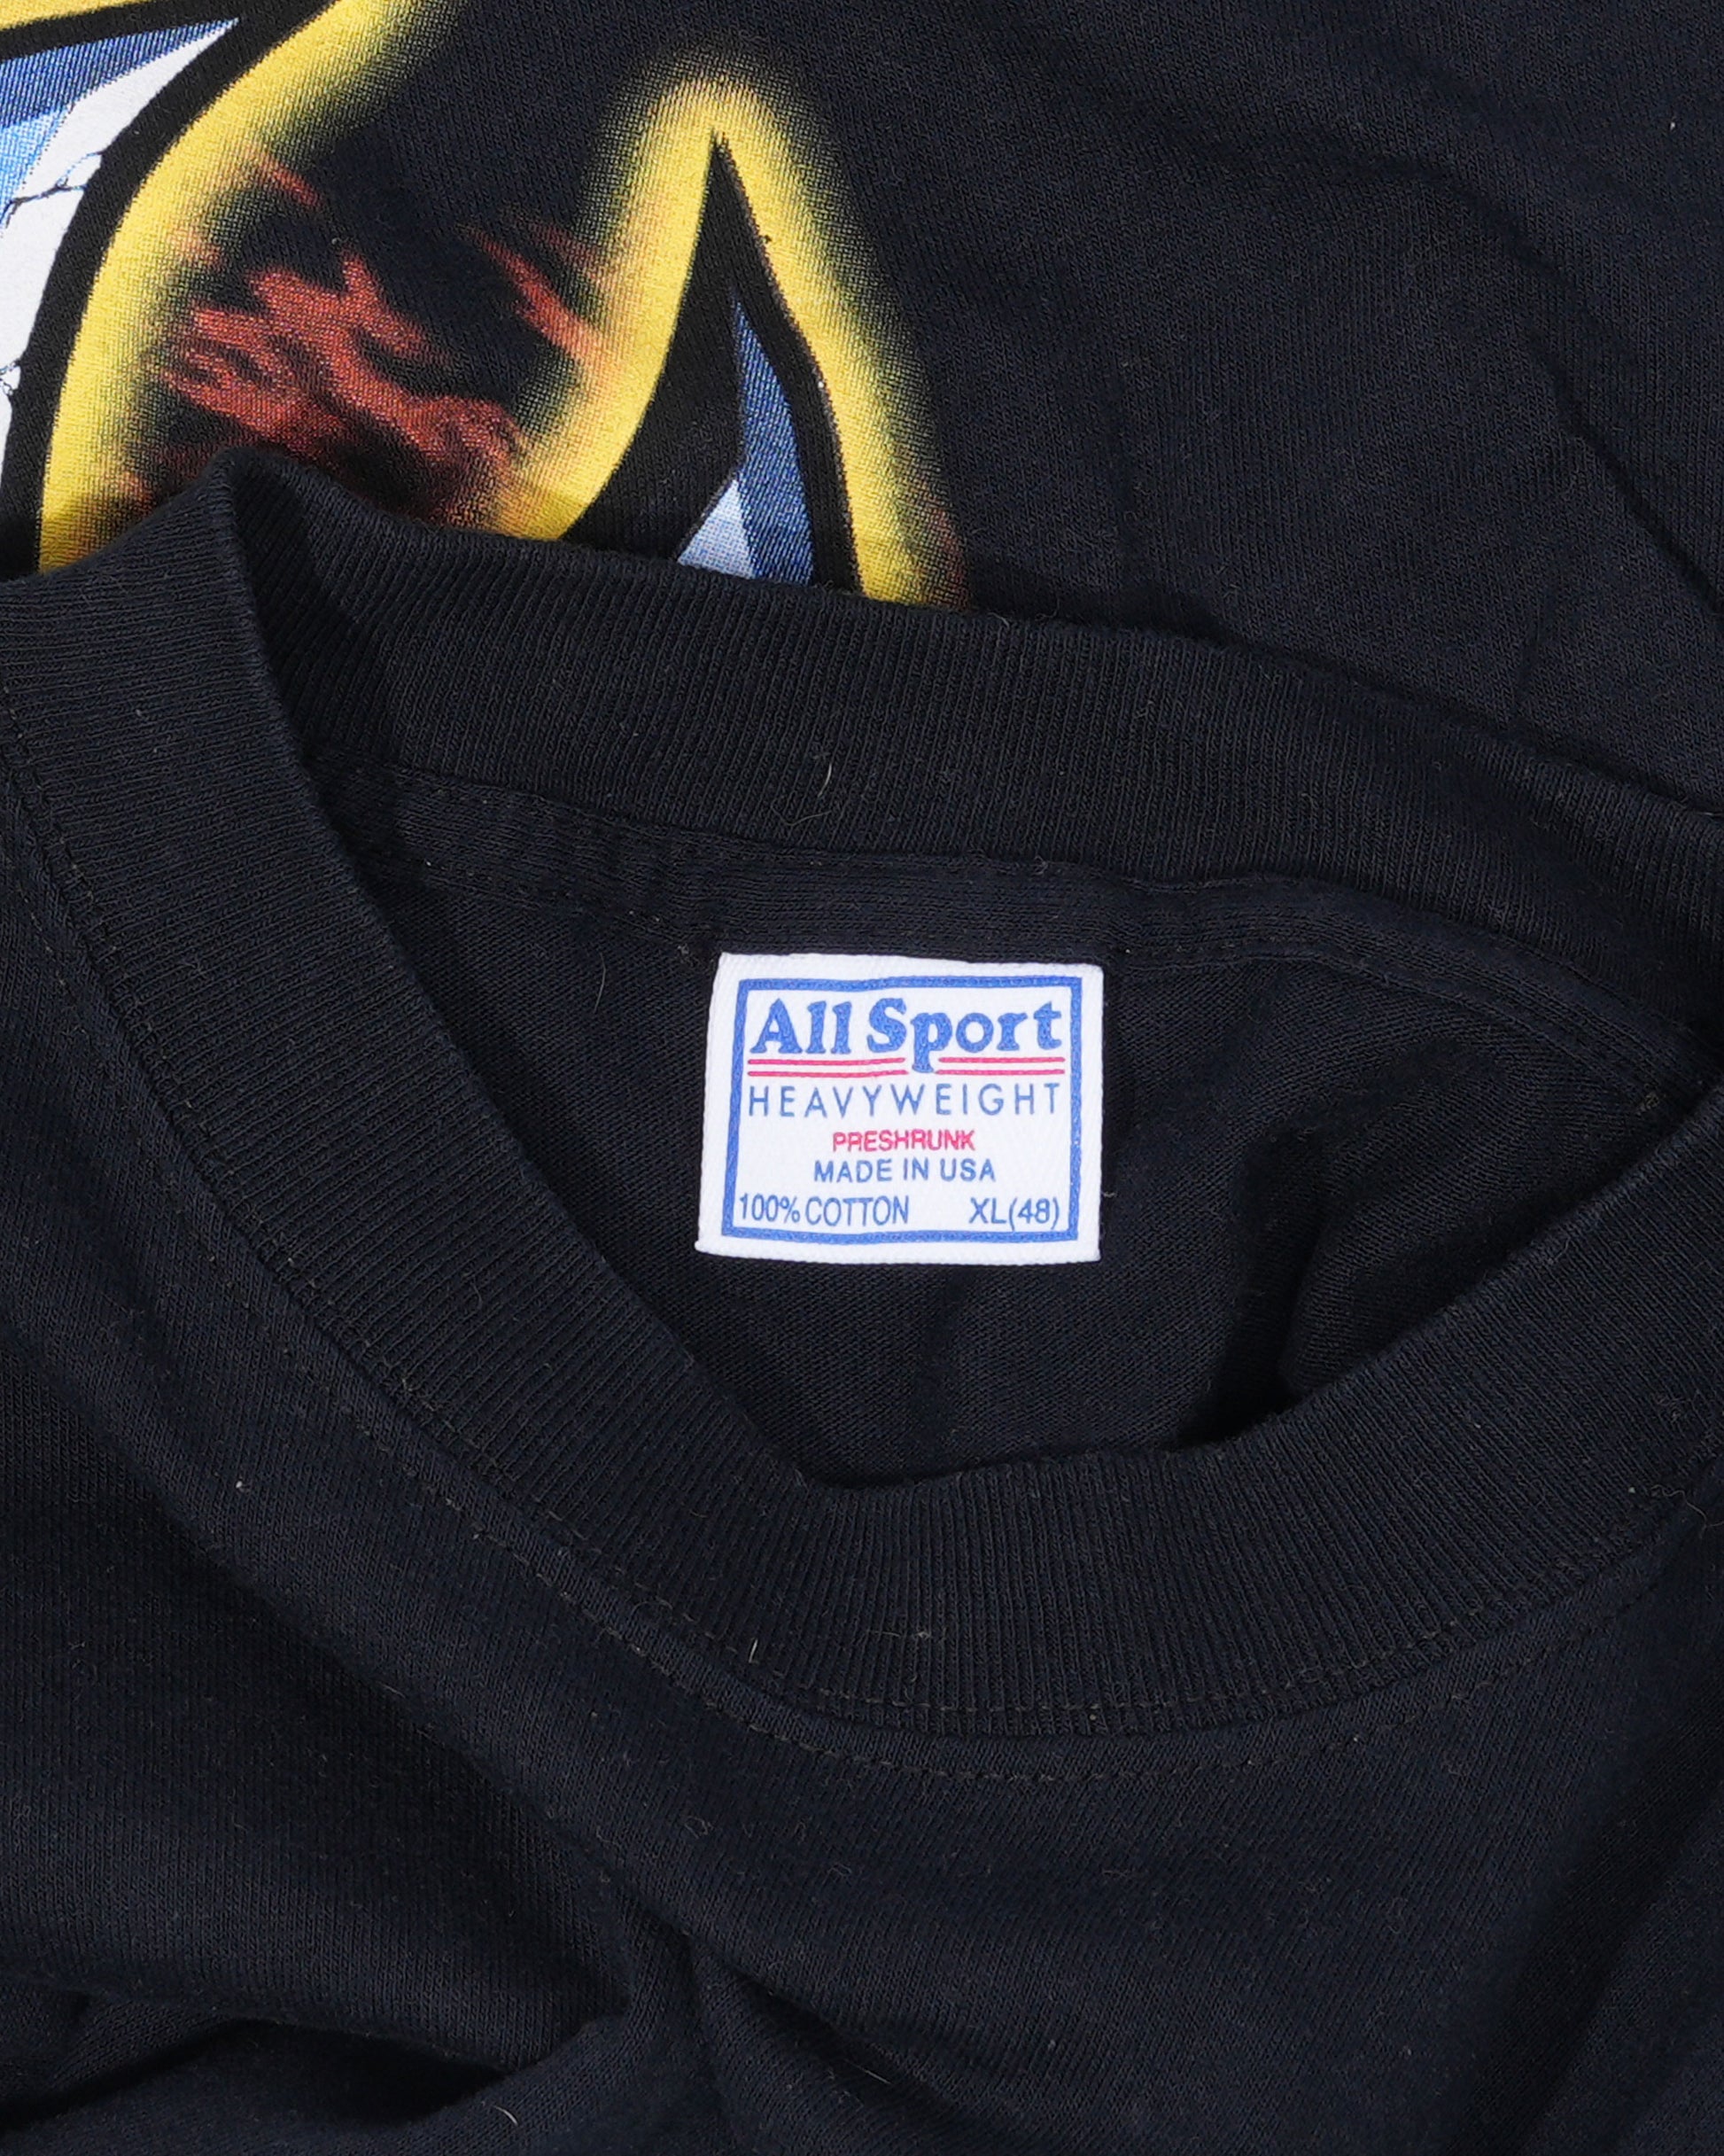 All Sport
HEAVYWEIGHT
PRESHRUNK
MADE IN USA
100% COTTON XL(48)